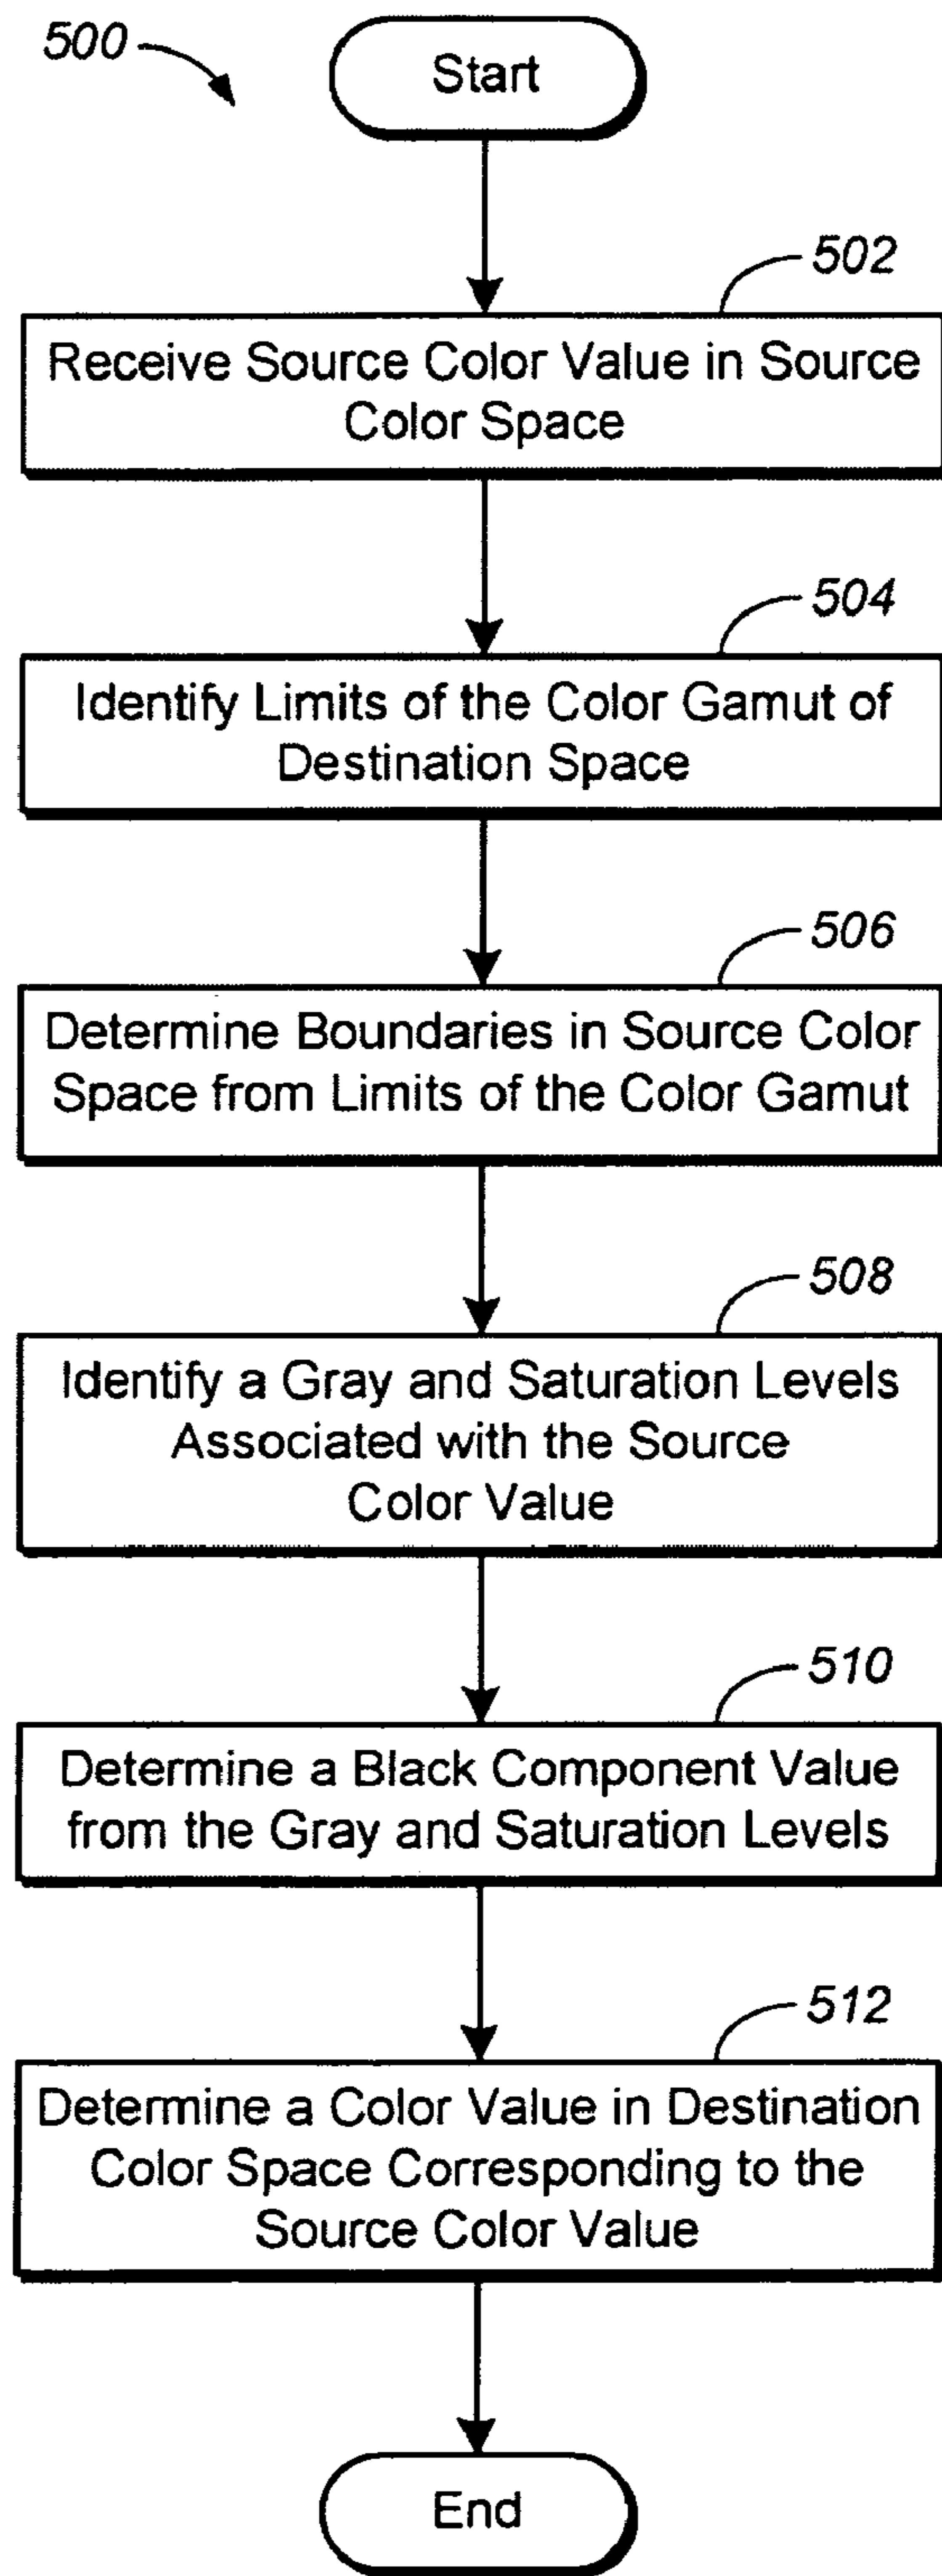 500
Start
502
Receive Source Color Value in Source
Color Space
504
Identify Limits of the Color Gamut of
Destination Space
506
Determine Boundaries in Source Color
Space from Limits of the Color Gamut
508
Identify a Gray and Saturation Levels
Associated with the Source
Color Value
510
Determine a Black Component Value
from the Gray and Saturation Levels
512
Determine a Color Value in Destination
Color Space Corresponding to the
Source Color Value
End